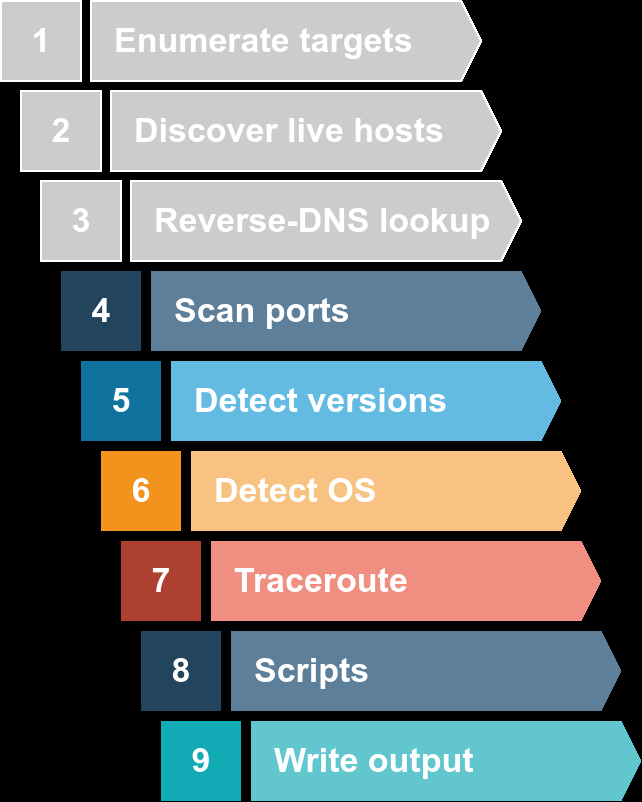 1 Enumerate targets
2 Discover live hosts
3 Reverse-DNS lookup
4 Scan ports
5 Detect versions
6 Detect OS
7 Traceroute
8 Scripts
9 Write output